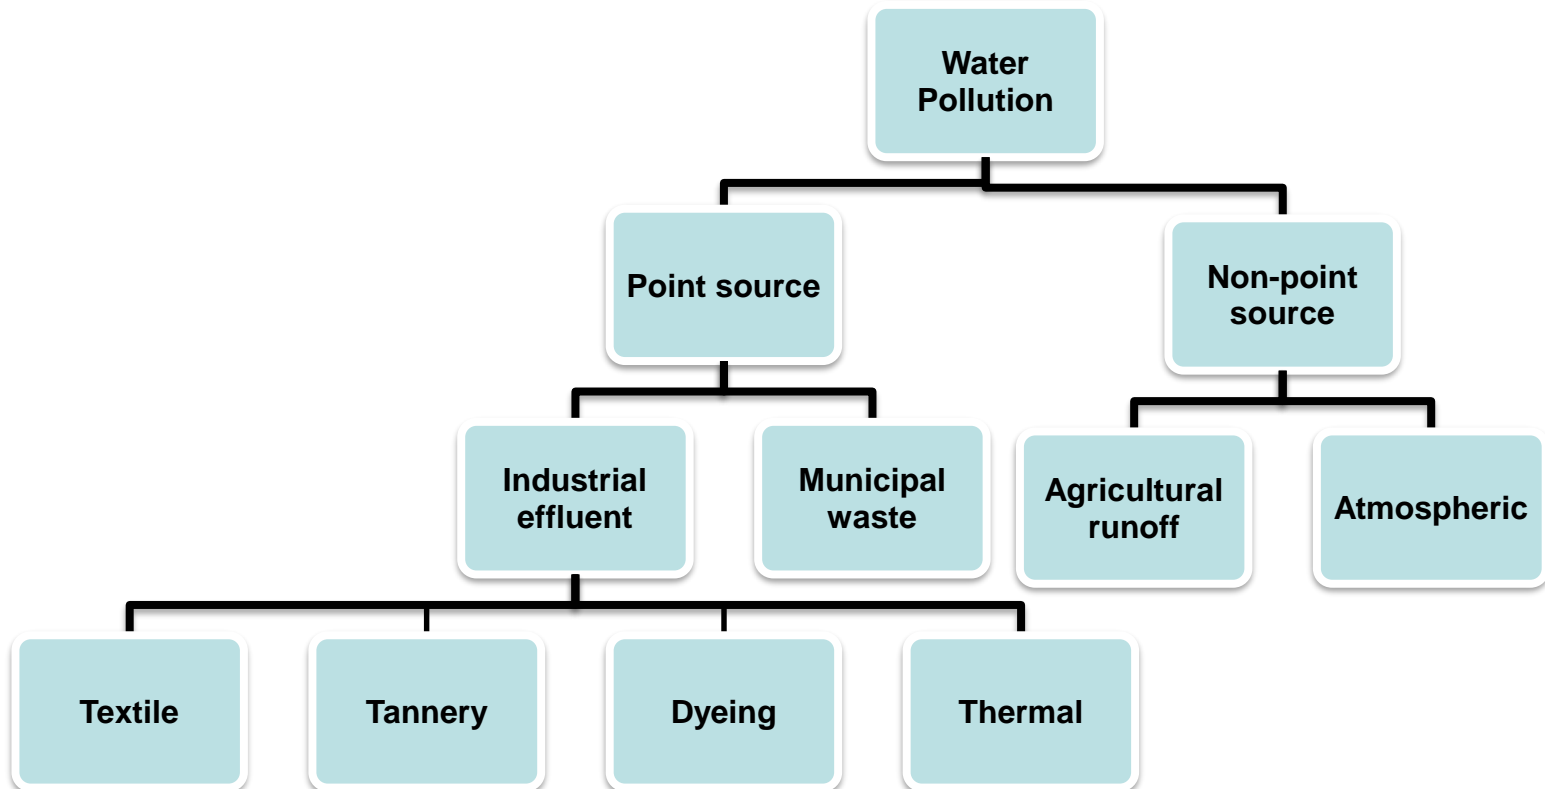 Water
Pollution
Point source
Non-point
source
Industrial
effluent
Municipal
waste
Agricultural
runoff
Atmospheric
Textile
Tannery
Dyeing
Thermal